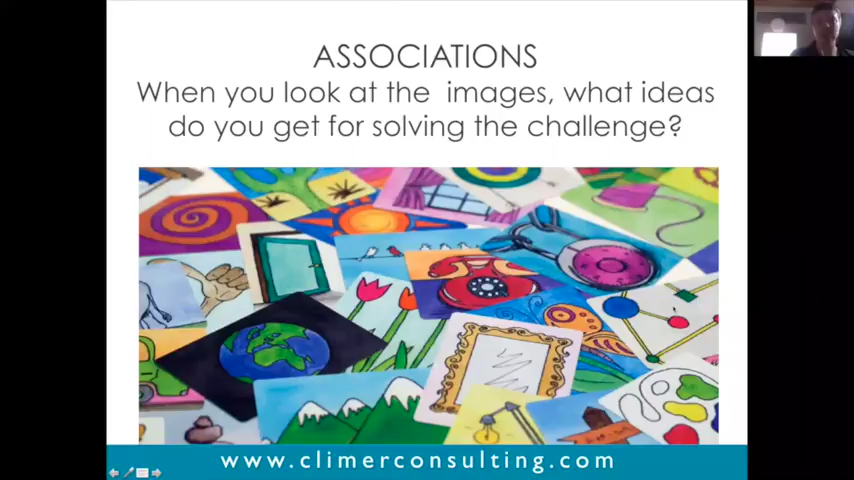 ASSOCIATIONS
When you look at the images, what ideas
do you get for solving the challenge?
www.climerconsulting.com